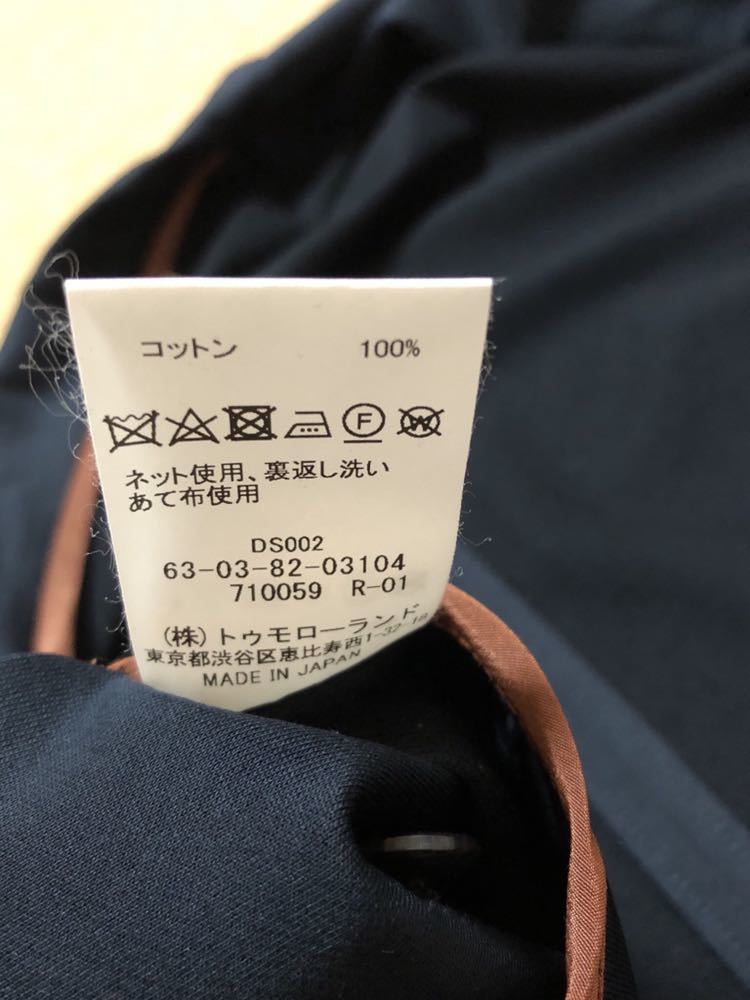 コットン 100%
F W
ネット使用、裏返し洗い
あて布使用
DS002
63-03-82-03104
710059 R-01
(株)トゥモローランド
東京都渋谷区恵比寿西1-32-18
MADE IN JAPAN